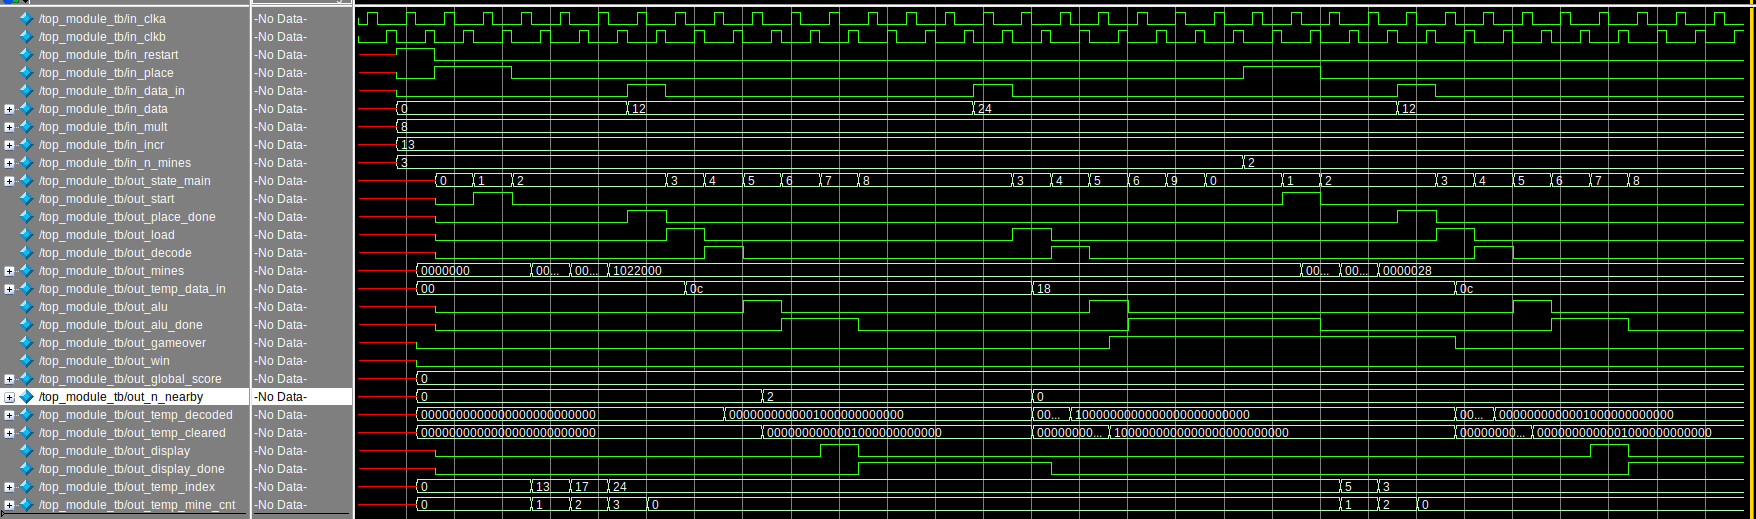 /top_module_tb/in_clka -No Data-
/top_module_tb/in_clkb -No Data-
/top_module_tb/in_restart -No Data-
/top_module_tb/in_place -No Data-
/top_module_tb/in_data_in -No Data- 12 24 12
/top_module_tb/in_data -No Data- 0 12 24 12
/top_module_tb/in_mult -No Data- 8
/top_module_tb/in_incr -No Data- 13
/top_module_tb/in_n_mines -No Data- 3 2
/top_module_tb/out_state_main -No Data- 0 1 2 3 4 5 6 7 8 3 4 5 6 9 0 1 2 3 4 5 6 7 8
/top_module_tb/out_start -No Data-
/top_module_tb/out_place_done -No Data-
/top_module_tb/out_load -No Data-
/top_module_tb/out_decode -No Data-
/top_module_tb/out_mines -No Data- 0000000 00... 00... 1022000 00... 00... 0000028
/top_module_tb/out_temp_data_in -No Data- 00 0c 18 0c
/top_module_tb/out_alu -No Data-
/top_module_tb/out_alu_done -No Data-
/top_module_tb/out_gameover -No Data-
/top_module_tb/out_win -No Data-
/top_module_tb/out_global_score -No Data- 0
/top_module_tb/out_n_nearby -No Data- 0 2 0
/top_module_tb/out_temp_decoded -No Data- 0000000000000000000000000 0000000000001000000000000 00... 1000000000000000000000000 00... 0000000000001000000000000
/top_module_tb/out_temp_cleared -No Data- 0000000000000000000000000 0000000000001000000000000 00000000... 1000000000000000000000000 00000000... 0000000000001000000000000
/top_module_tb/out_display -No Data-
/top_module_tb/out_display_done -No Data-
/top_module_tb/out_temp_index -No Data- 0 13 17 24 5 3
/top_module_tb/out_temp_mine_cnt -No Data- 0 1 2 3 0 1 2 0